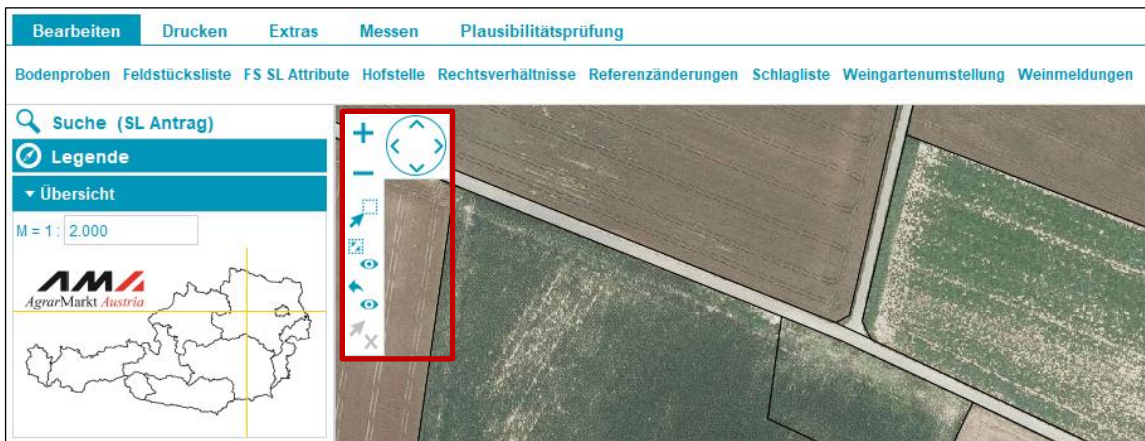 Bearbeiten Drucken Extras Messen Plausibilitätsprüfung
Bodenproben Feldstücksliste FS SL Attribute Hofstelle Rechtsverhältnisse Referenzänderungen Schlagliste Weingartenumstellung Weinmeldungen
Suche (SL Antrag)
Legende
Übersicht
M = 1 : 2.000
AMA
AgrarMarkt Austria